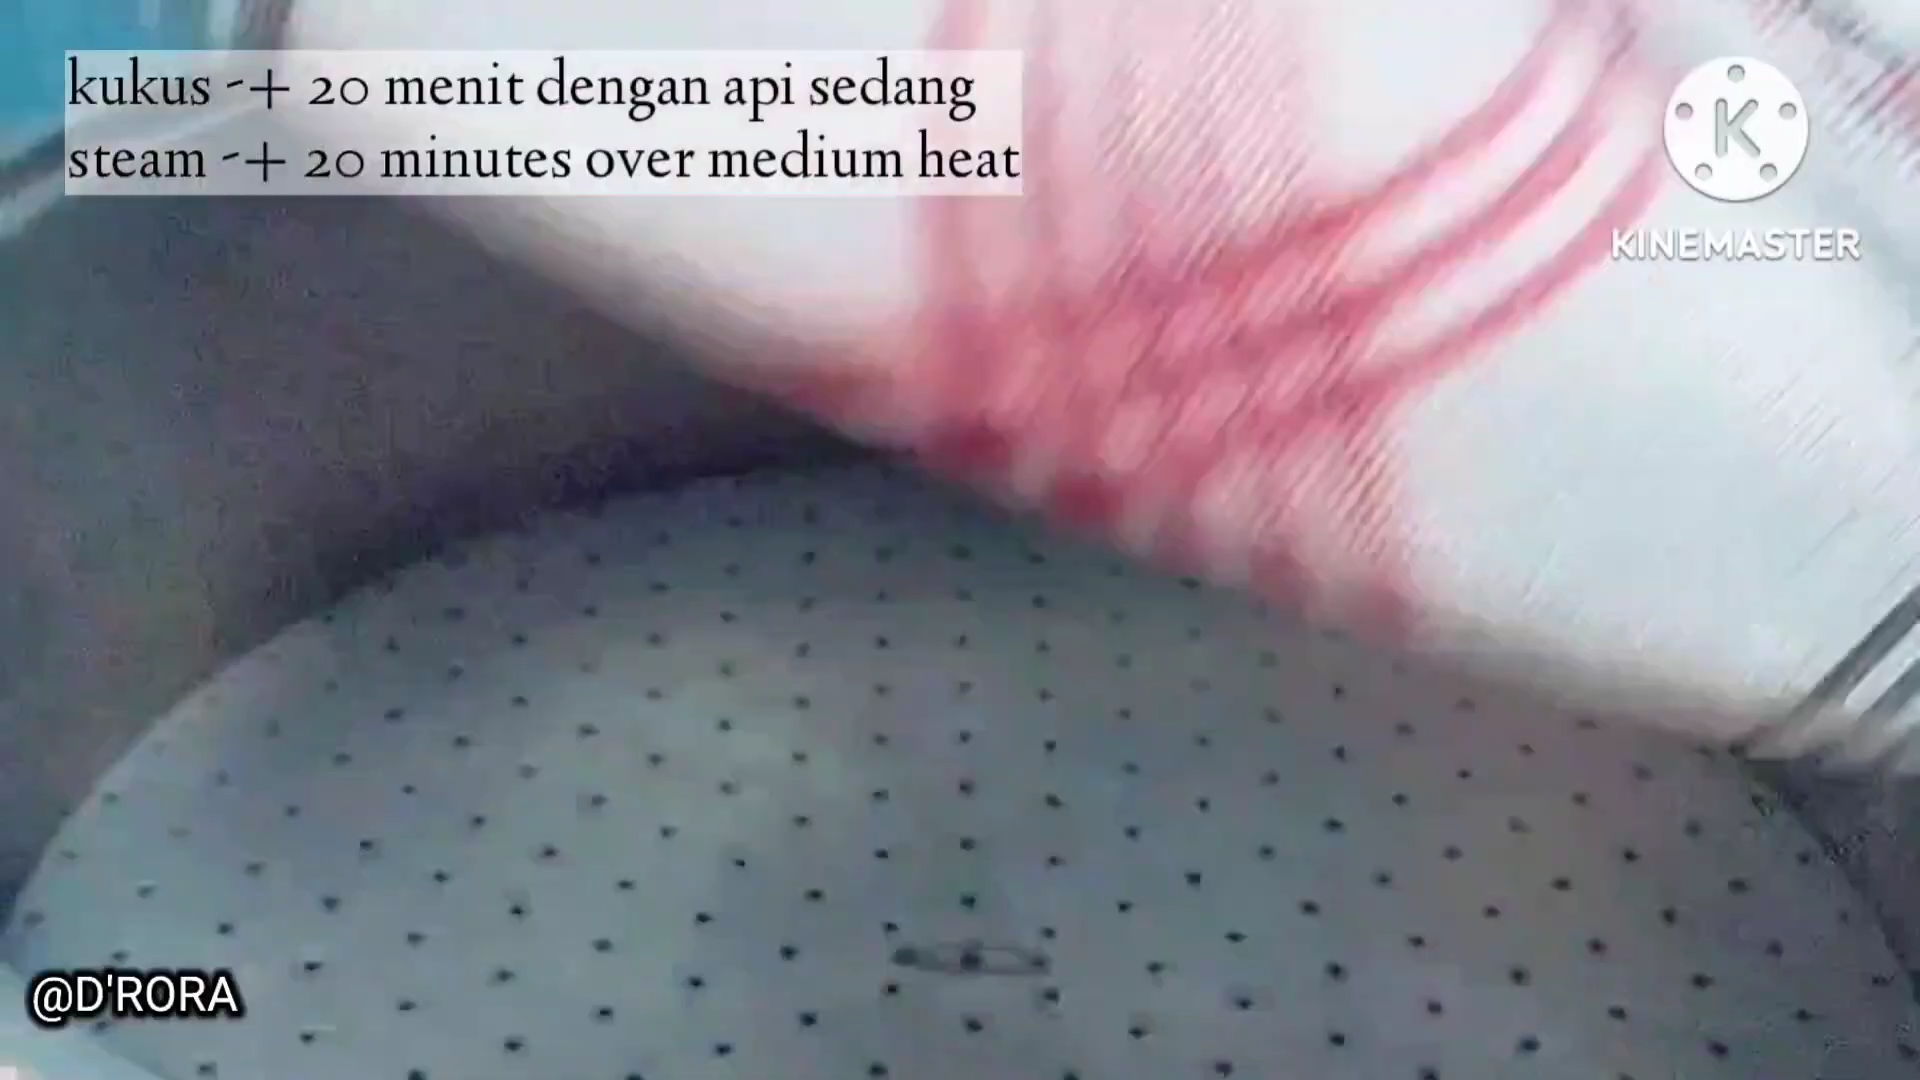 kukus -+ 20 menit dengan api sedang
steam -+ 20 minutes over medium heat
K
KINEMASTER
@D'RORA